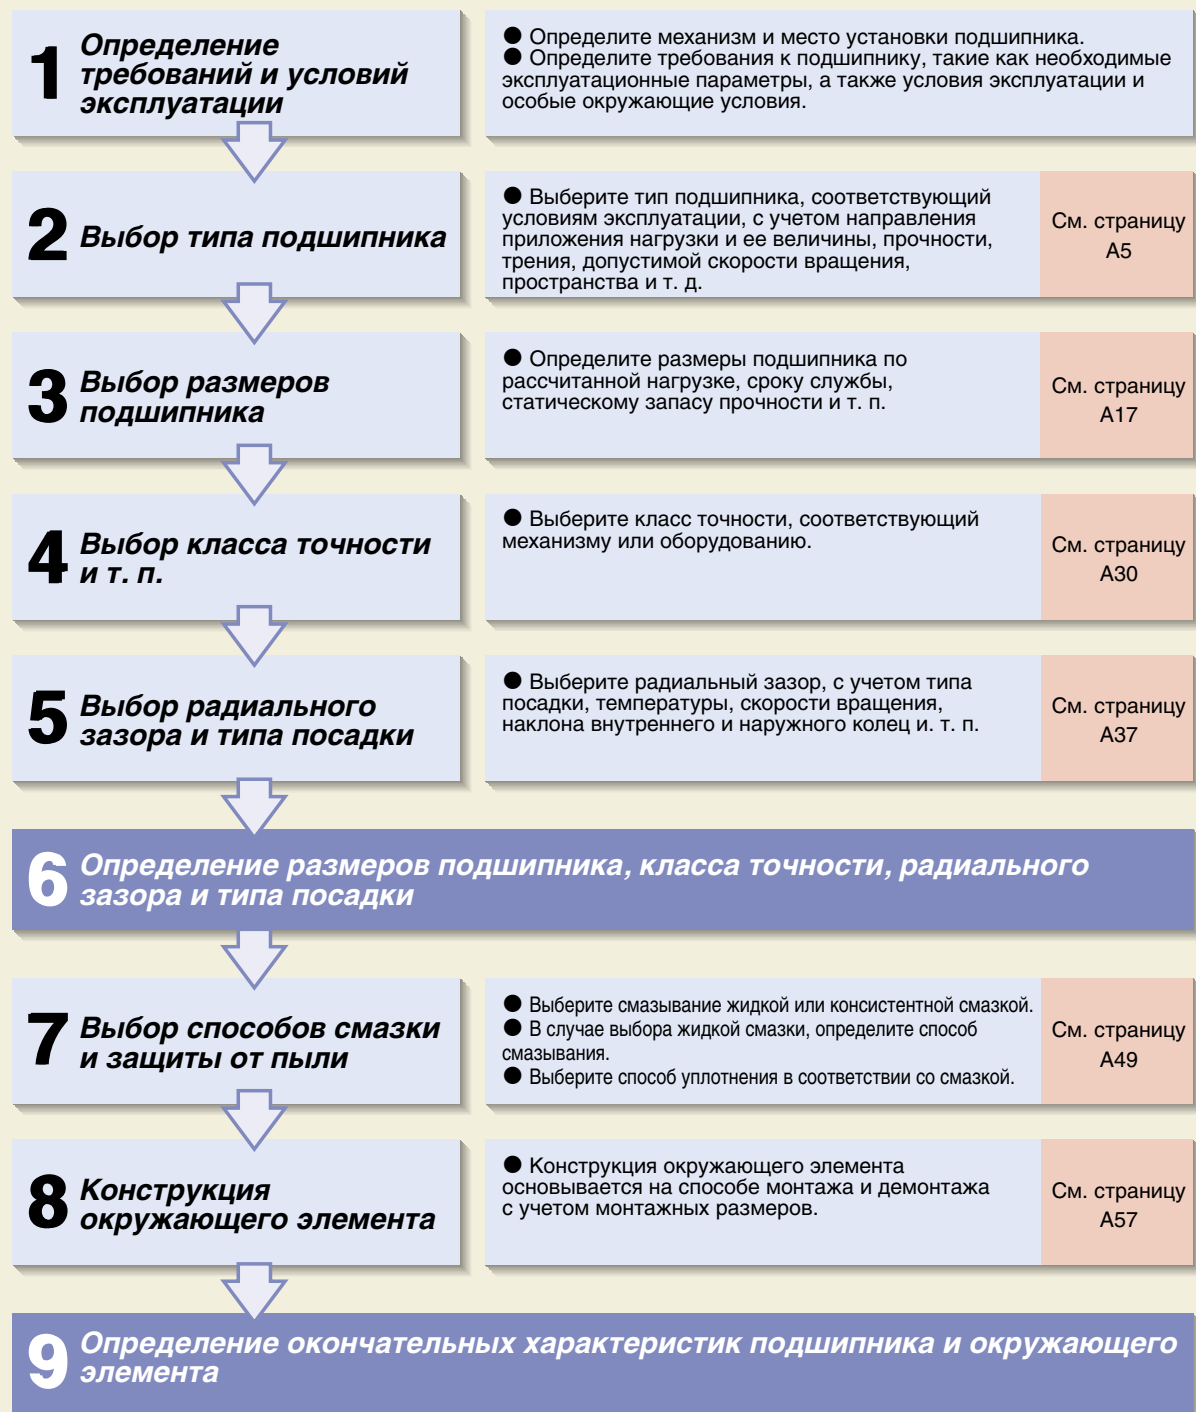 1
Определение
требований и условий
эксплуатации
● Определите механизм и место установки подшипника.
● Определите требования к подшипнику, такие как необходимые
эксплуатационные параметры, а также условия эксплуатации и
особые окружающие условия.
2
Выбор типа подшипника
● Выберите тип подшипника, соответствующий
условиям эксплуатации, с учетом направления
приложения нагрузки и ее величины, прочности,
трения, допустимой скорости вращения,
пространства и т. д.
См. страницу
A5
3
Выбор размеров
подшипника
● Определите размеры подшипника по
рассчитанной нагрузке, сроку службы,
статическому запасу прочности и т. п.
См. страницу
A17
4
Выбор класса точности
и т. п.
● Выберите класс точности, соответствующий
механизму или оборудованию.
См. страницу
A30
5
Выбор радиального
зазора и типа посадки
● Выберите радиальный зазор, с учетом типа
посадки, температуры, скорости вращения,
наклона внутреннего и наружного колец и. т. п.
См. страницу
A37
6
Определение размеров подшипника, класса точности, радиального
зазора и типа посадки
7
Выбор способов смазки
и защиты от пыли
● Выберите смазывание жидкой или консистентной смазкой.
● В случае выбора жидкой смазки, определите способ
смазывания.
● Выберите способ уплотнения в соответствии со смазкой.
См. страницу
A49
8
Конструкция
окружающего элемента
● Конструкция окружающего элемента
основывается на способе монтажа и демонтажа
с учетом монтажных размеров.
См. страницу
A57
9
Определение окончательных характеристик подшипника и окружающего
элемента